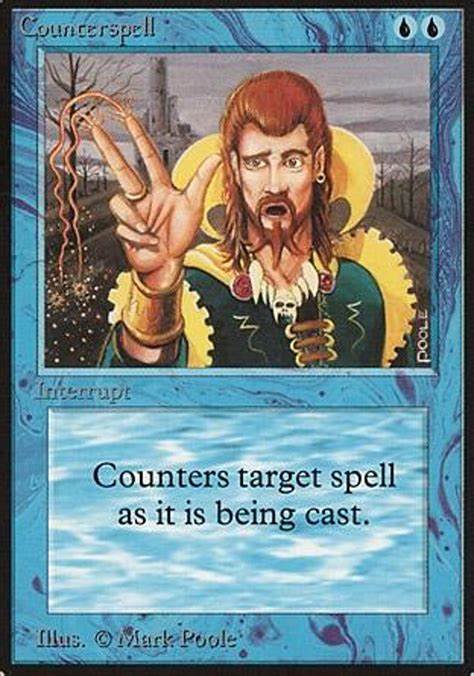 Counterspell
POOLE
Interrupt
Counters target spell
as it is being cast.
Illus. © Mark Poole